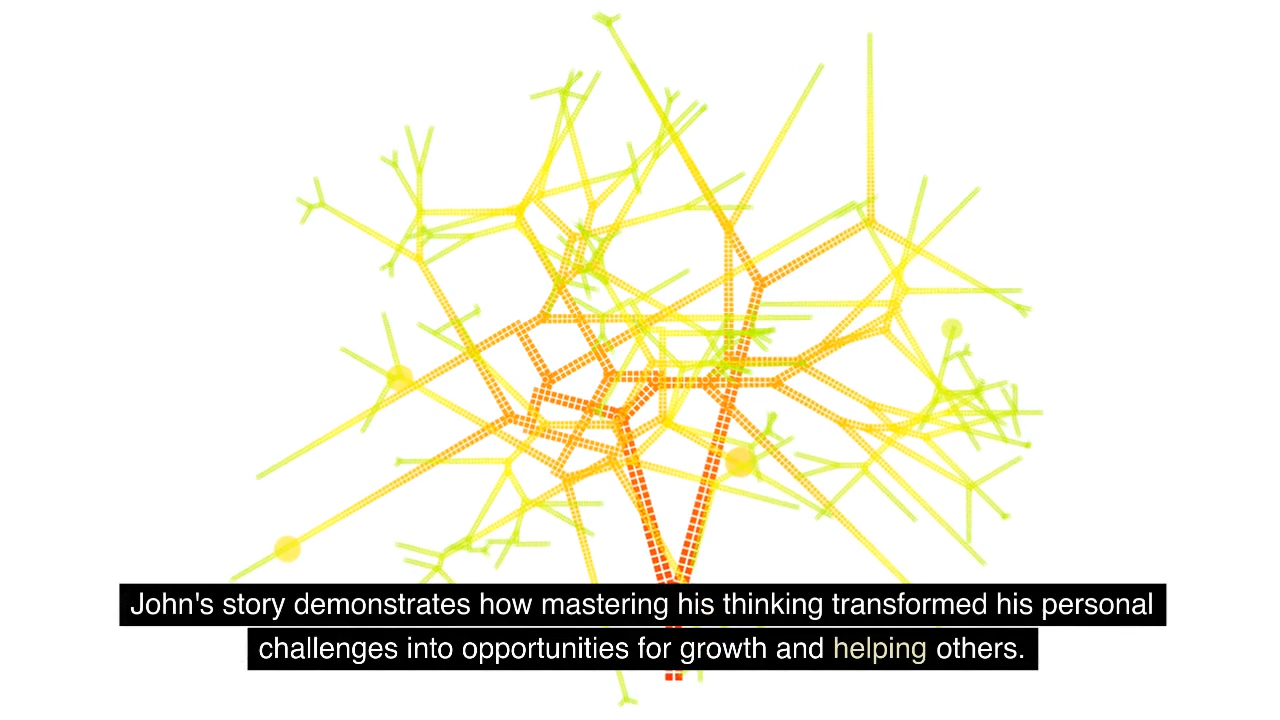 John's story demonstrates how mastering his thinking transformed his personal
challenges into opportunities for growth and helping others.